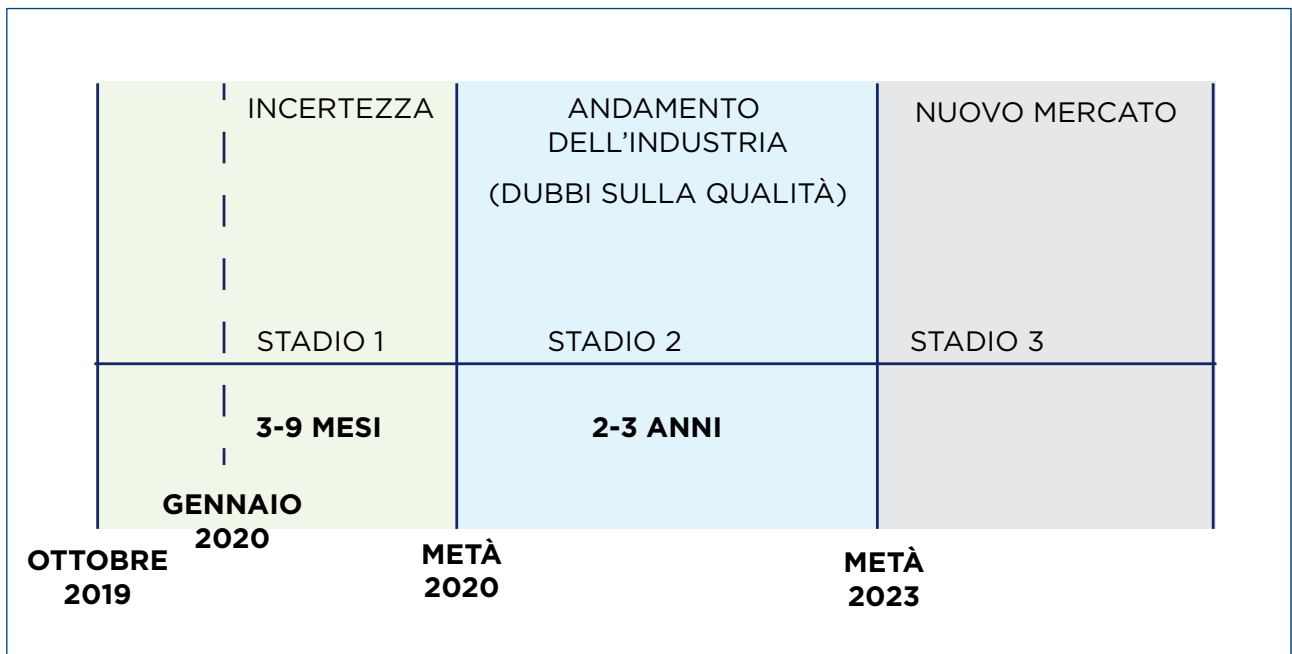 INCERTEZZA
ANDAMENTO
DELL'INDUSTRIA
(DUBBI SULLA QUALITÀ)
NUOVO MERCATO
STADIO 1
STADIO 2
STADIO 3
3-9 MESI
2-3 ANNI
GENNAIO
2020
OTTOBRE
2019
METÀ
2020
METÀ
2023